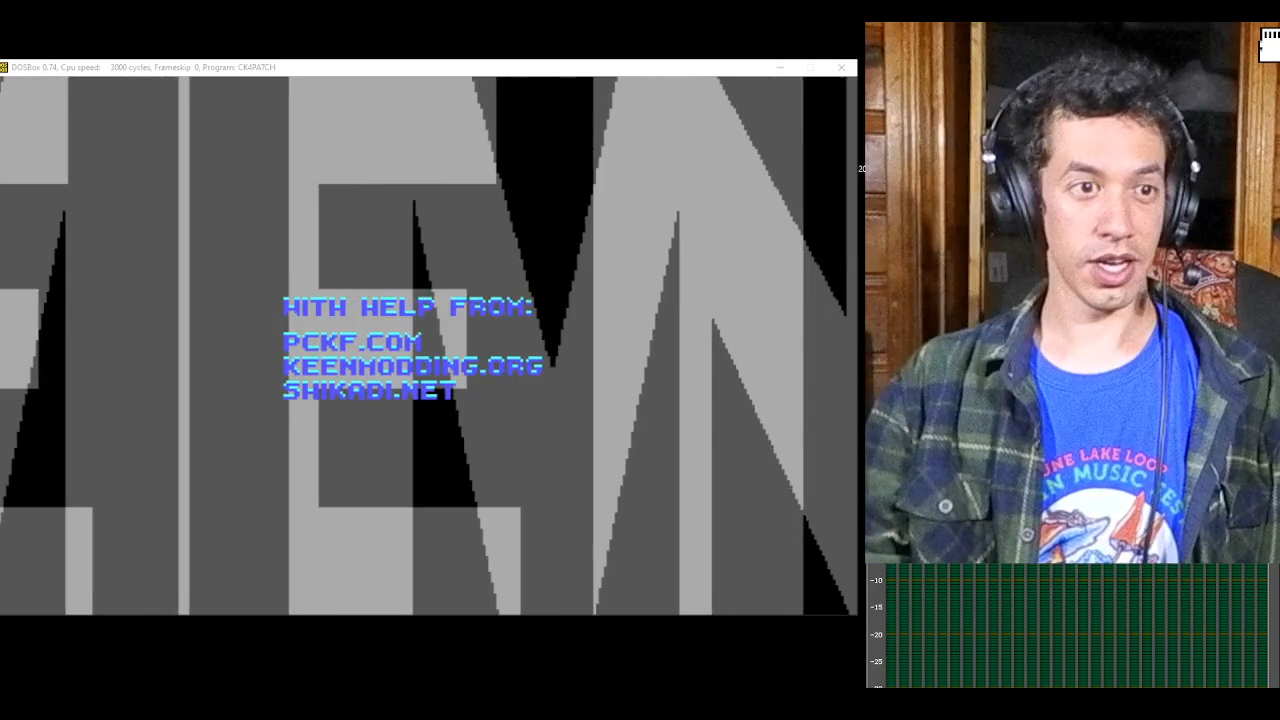 DOSBox 0.74, Cpu speed: 3000 cycles, Frameskip 0, Program: CK4PATCH
WITH HELP FROM:
PCKF.COM
KEENMODDING.ORG
SHIKADI.NET
LAKE LOOP
MUSIC
-10
-15
-20
-25